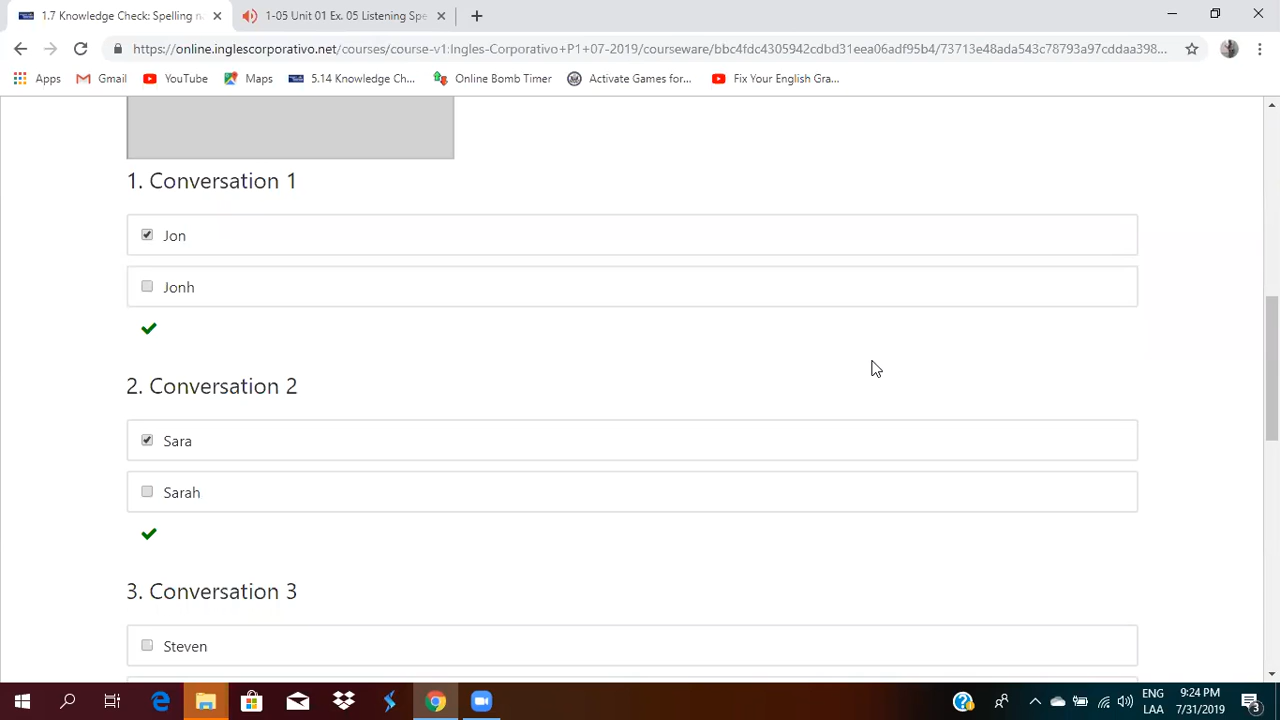 1.7 Knowledge Check: Spelling n
1-05 Unit 01 Ex. 05 Listening Spe
https://online.inglescorporativo.net/courses/course-v1:Ingles-Corporativo+P1+07-2019/courseware/bbc4fdc4305942cdbd31eea06adf95b4/73713e48ada543c78793a97cddaa398...
Apps Gmail YouTube Maps 5.14 Knowledge Ch... Online Bomb Timer Activate Games for... Fix Your English Gra...
1. Conversation 1
Jon
Jonh
2. Conversation 2
Sara
Sarah
3. Conversation 3
Steven
ENG 9:24 PM
LAA 7/31/2019 3